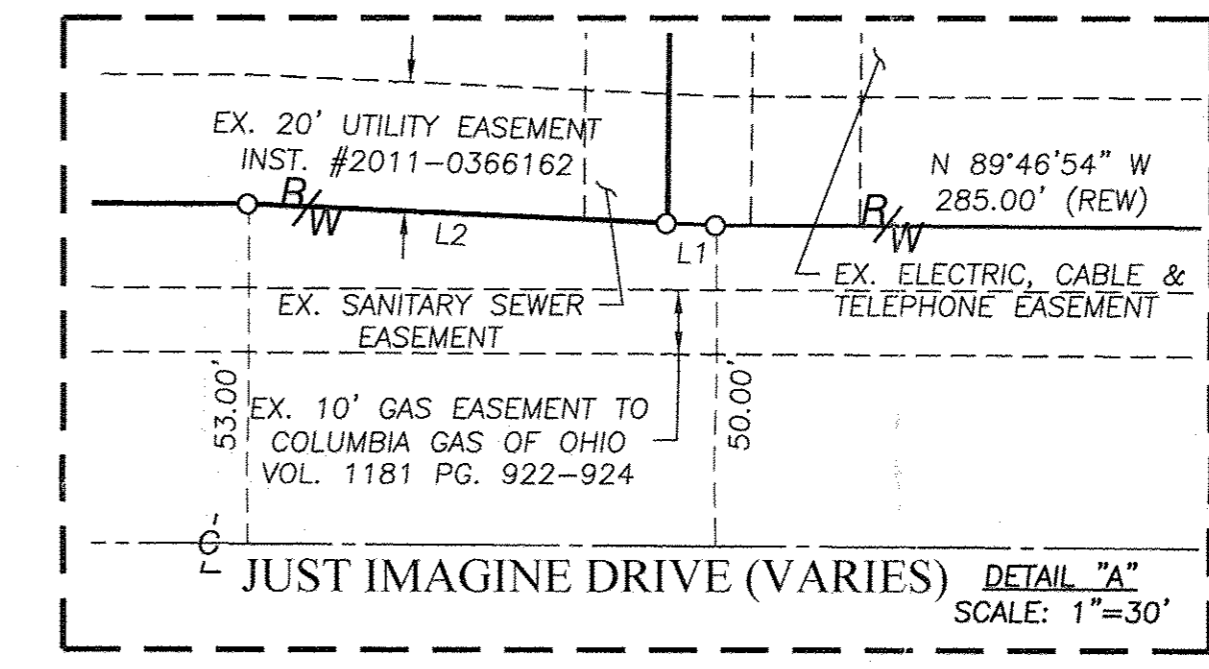 EX. 20' UTILITY EASEMENT
INST. #2011-0366162
R/W
L2
L1
N 89°46'54" W
285.00' (REW)
R/W
EX. SANITARY SEWER
EASEMENT
EX. ELECTRIC, CABLE &
TELEPHONE EASEMENT
53.00'
EX. 10' GAS EASEMENT TO
COLUMBIA GAS OF OHIO
VOL. 1181 PG. 922-924
50.00'
CL
JUST IMAGINE DRIVE (VARIES)
DETAIL "A"
SCALE: 1"=30'